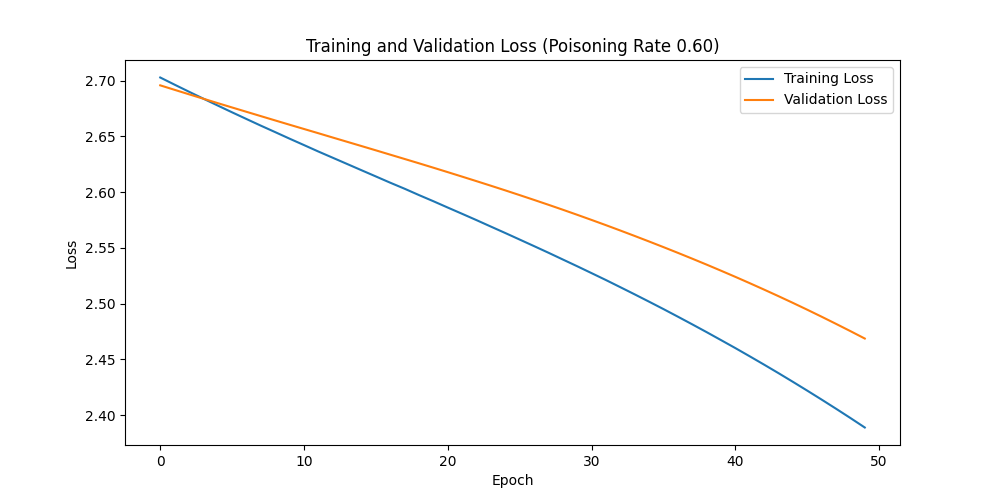 Training and Validation Loss (Poisoning Rate 0.60)
Training Loss
Validation Loss
2.70
2.65
2.60
2.55
2.50
2.45
2.40
Loss
0 10 20 30 40 50
Epoch